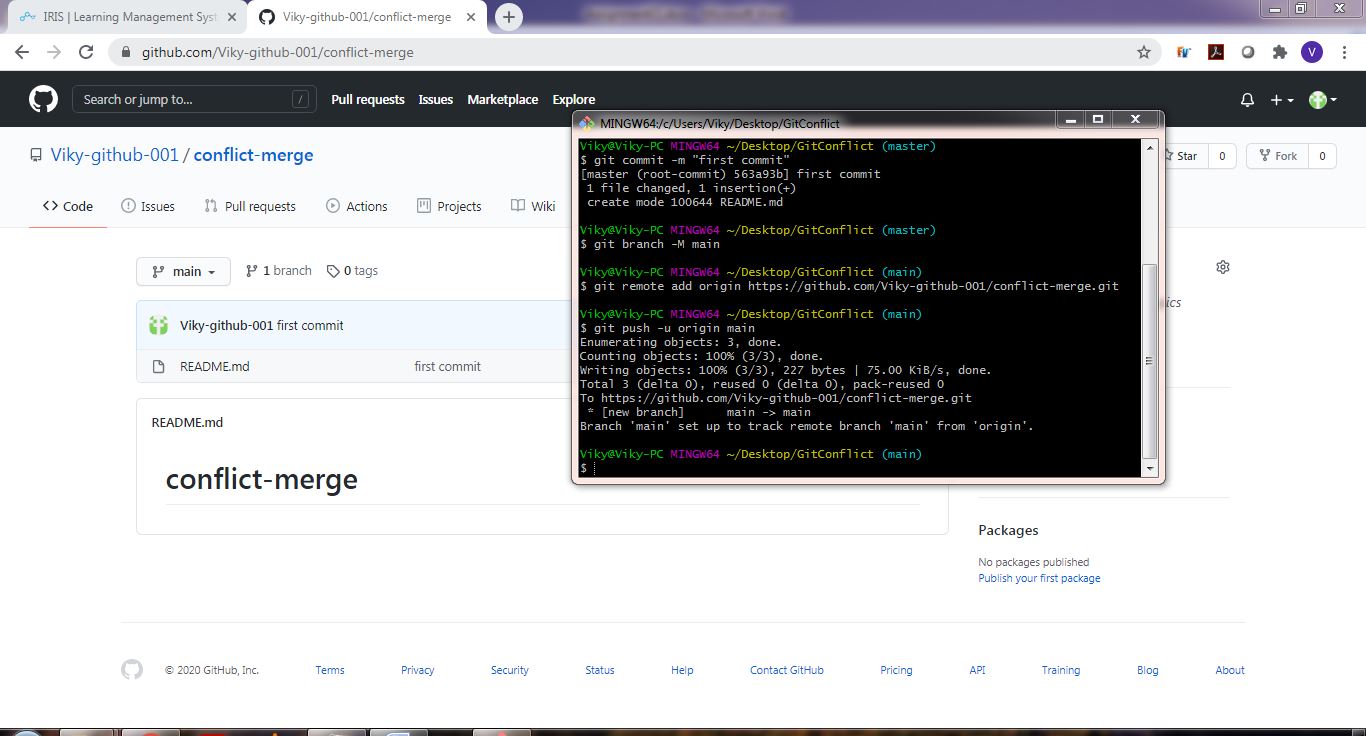 IRIS | Learning Management Syst
Viky-github-001/conflict-merge
github.com/Viky-github-001/conflict-merge
V
Search or jump to...
/
Pull requests
Issues
Marketplace
Explore
Viky-github-001 / conflict-merge
Star
0
Fork
0
Code
Issues
Pull requests
Actions
Projects
Wiki
main
1 branch
0 tags
Viky-github-001 first commit
README.md
first commit
README.md
conflict-merge
MINGW64:/c/Users/Viky/Desktop/GitConflict
Viky@Viky-PC MINGW64 ~/Desktop/GitConflict (master)
$ git commit -m "first commit"
[master (root-commit) 563a93b] first commit
1 file changed, 1 insertion(+)
create mode 100644 README.md
Viky@Viky-PC MINGW64 ~/Desktop/GitConflict (master)
$ git branch -M main
Viky@Viky-PC MINGW64 ~/Desktop/GitConflict (main)
$ git remote add origin https://github.com/Viky-github-001/conflict-merge.git
Viky@Viky-PC MINGW64 ~/Desktop/GitConflict (main)
$ git push -u origin main
Enumerating objects: 3, done.
Counting objects: 100% (3/3), done.
Writing objects: 100% (3/3), 227 bytes | 75.00 KiB/s, done.
Total 3 (delta 0), reused 0 (delta 0), pack-reused 0
To https://github.com/Viky-github-001/conflict-merge.git
* [new branch]      main -> main
Branch 'main' set up to track remote branch 'main' from 'origin'.
Viky@Viky-PC MINGW64 ~/Desktop/GitConflict (main)
$
Packages
No packages published
Publish your first package
© 2020 GitHub, Inc.
Terms
Privacy
Security
Status
Help
Contact GitHub
Pricing
API
Training
Blog
About